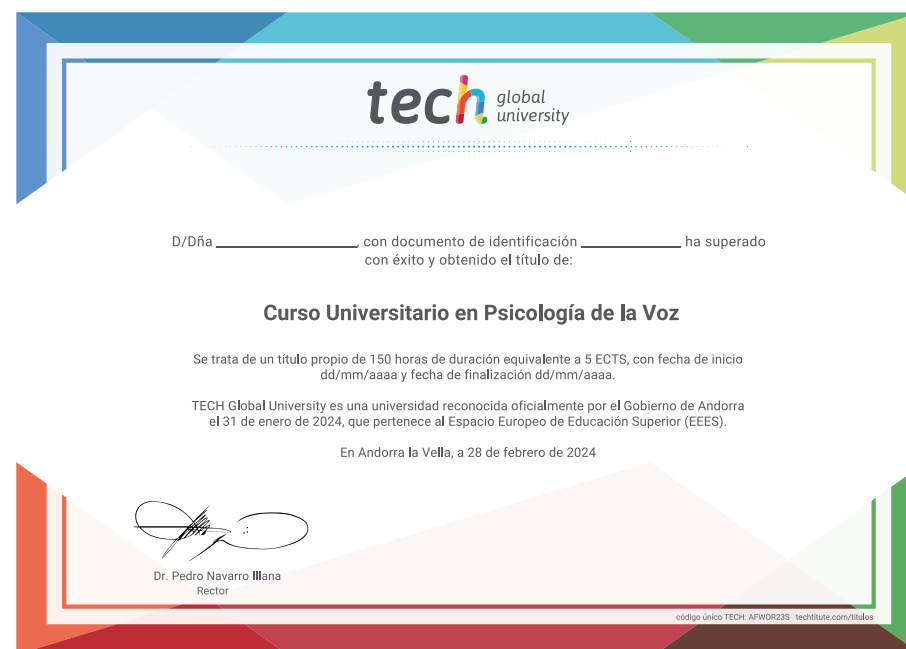 tech global university
D/Dña ______________, con documento de identificación __________ ha superado
con éxito y obtenido el título de:
Curso Universitario en Psicología de la Voz
Se trata de un título propio de 150 horas de duración equivalente a 5 ECTS, con fecha de inicio
dd/mm/aaaa y fecha de finalización dd/mm/aaaa.
TECH Global University es una universidad reconocida oficialmente por el Gobierno de Andorra
el 31 de enero de 2024, que pertenece al Espacio Europeo de Educación Superior (EEES).
En Andorra la Vella, a 28 de febrero de 2024
Dr. Pedro Navarro Illana
Rector
código único TECH: AFWOR23S techtitute.com/titulos